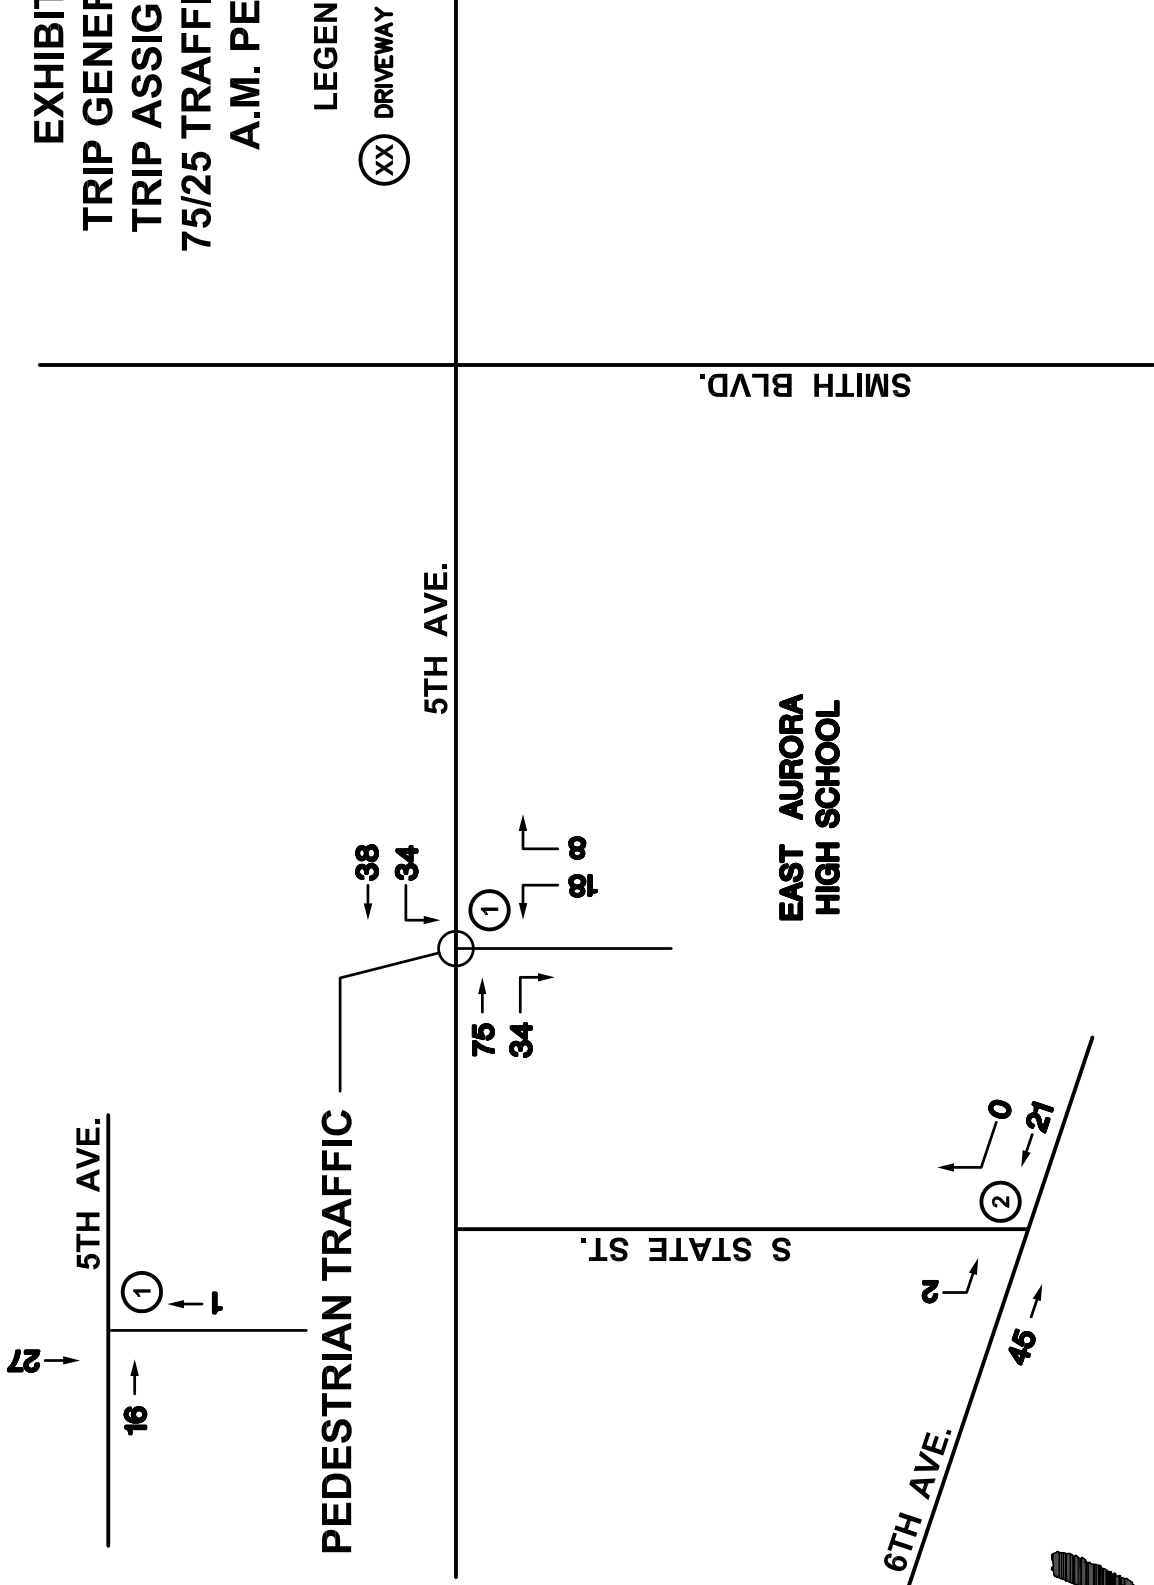 EXHIBIT
TRIP GENER
TRIP ASSIG
75/25 TRAFFI
A.M. PE
LEGEN
XX DRIVEWAY
5TH AVE.
27
1
1
16
PEDESTRIAN TRAFFIC
38
34
5TH AVE.
1
18
8
75
34
SMITH BLVD.
EAST AURORA
HIGH SCHOOL
S STATE ST.
2
0
21
2
45
6TH AVE.